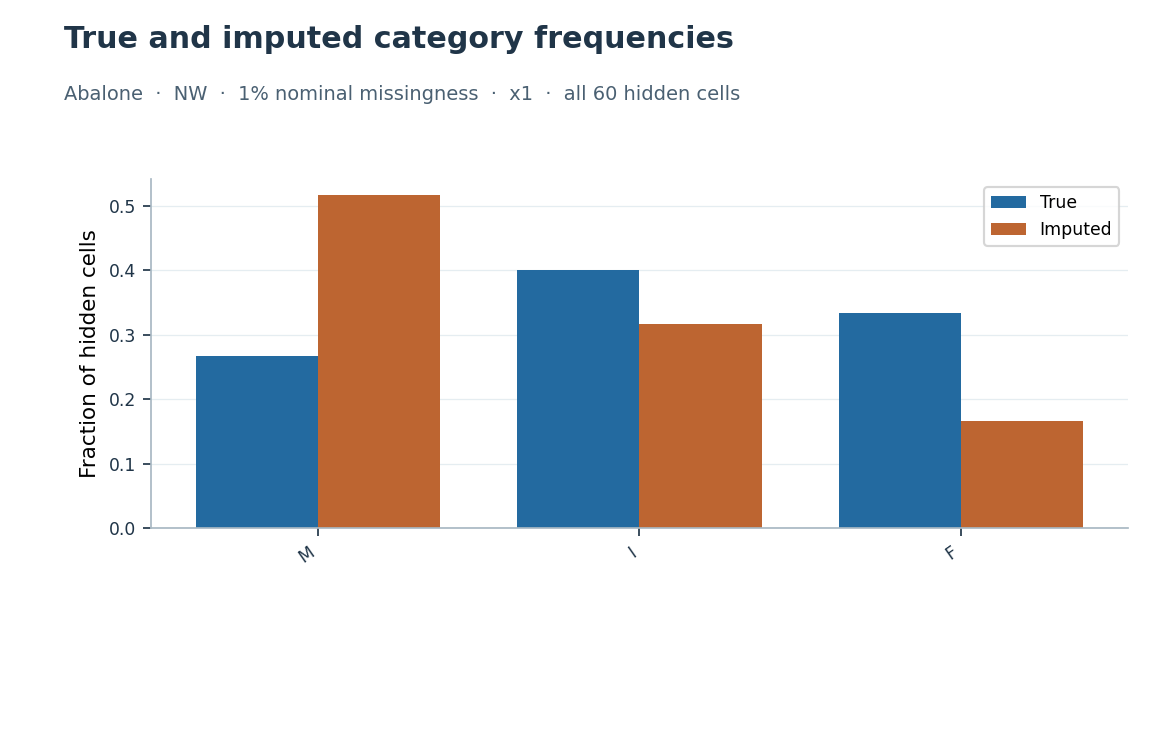 True and imputed category frequencies
Abalone · NW · 1% nominal missingness · x1 · all 60 hidden cells
Fraction of hidden cells
0.5
0.4
0.3
0.2
0.1
0.0
True
Imputed
M
I
F